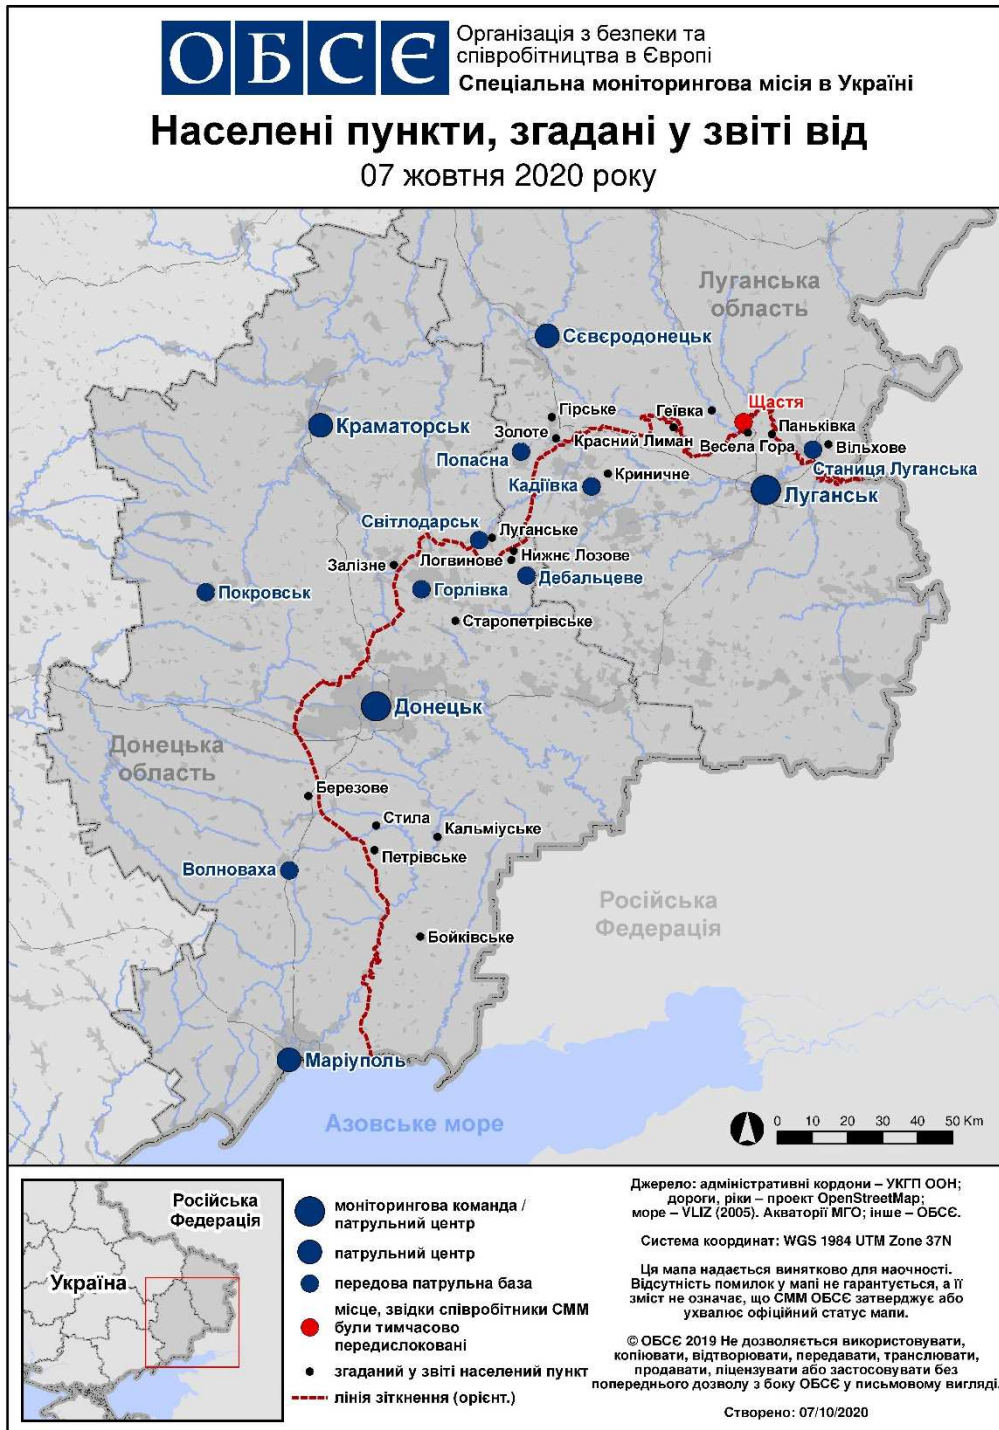 ОБСЄ
Організація з безпеки та
співробітництва в Європі
Спеціальна моніторингова місія в Україні
Населені пункти, згадані у звіті від
07 жовтня 2020 року
Луганська
область
Сєвєродонецьк
Щастя
Геївка
Гірське
Паньківка
Краматорськ
Золоте
Красний Лиман
Весела Гора
Вільхове
Попасна
Станиця Луганська
Криничне
Кадіївка
Луганськ
Світлодарськ
Луганське
Нижнє Лозове
Логвинове
Залізне
Дебальцеве
Покровськ
Горлівка
Старопетрівське
Донецьк
Донецька
область
Березове
Стила
Кальміуське
Петрівське
Волноваха
Російська
Федерація
Бойківське
Маріуполь
Азовське море
0 10 20 30 40 50 Km
Російська
Федерація
Україна
моніторингова команда /
патрульний центр
патрульний центр
передова патрульна база
місце, звідки співробітники СММ
були тимчасово
передислоковані
згаданий у звіті населений пункт
лінія зіткнення (орієнт.)
Джерело: адміністративні кордони – УКГП ООН;
дороги, ріки – проект OpenStreetMap;
море – VLIZ (2005). Акваторії МГО; інше – ОБСЄ.
Система координат: WGS 1984 UTM Zone 37N
Ця мапа надається винятково для наочності.
Відсутність помилок у мапі не гарантується, а її
зміст не означає, що СММ ОБСЄ затверджує або
ухвалює офіційний статус мапи.
© ОБСЄ 2019 Не дозволяється використовувати,
копіювати, відтворювати, передавати, транслювати,
продавати, ліцензувати або застосовувати без
попереднього дозволу з боку ОБСЄ у письмовому вигляді.
Створено: 07/10/2020